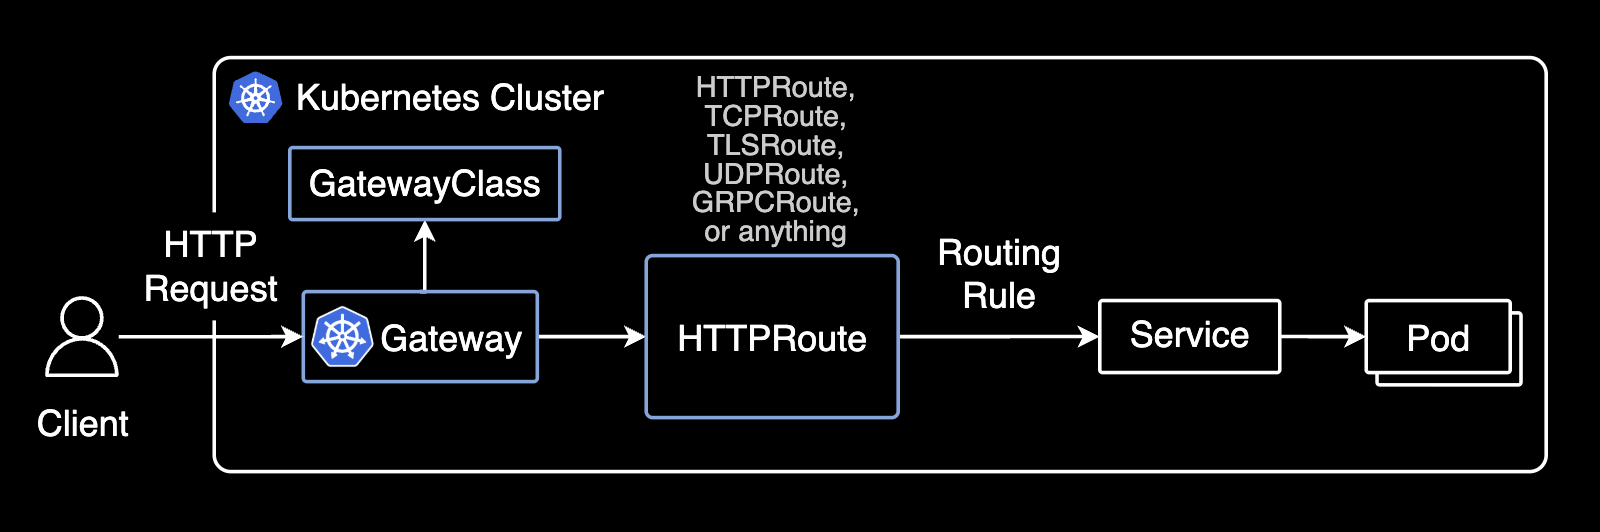 Kubernetes Cluster
HTTPRoute,
TCPRoute,
TLSRoute,
UDPRoute,
GRPCRoute,
or anything
GatewayClass
HTTP
Request
Gateway
HTTPRoute
Routing
Rule
Service
Pod
Client